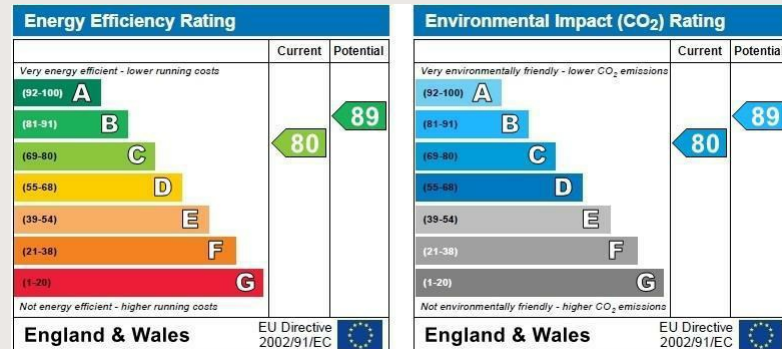 Energy Efficiency Rating
Current Potential
Very energy efficient - lower running costs
(92-100) A
(81-91) B
(69-80) C
(55-68) D
(39-54) E
(21-38) F
(1-20) G
80
89
Not energy efficient - higher running costs
England & Wales
EU Directive
2002/91/EC
Environmental Impact (CO₂) Rating
Current Potential
Very environmentally friendly - lower CO₂ emissions
(92-100) A
(81-91) B
(69-80) C
(55-68) D
(39-54) E
(21-38) F
(1-20) G
80
89
Not environmentally friendly - higher CO₂ emissions
England & Wales
EU Directive
2002/91/EC